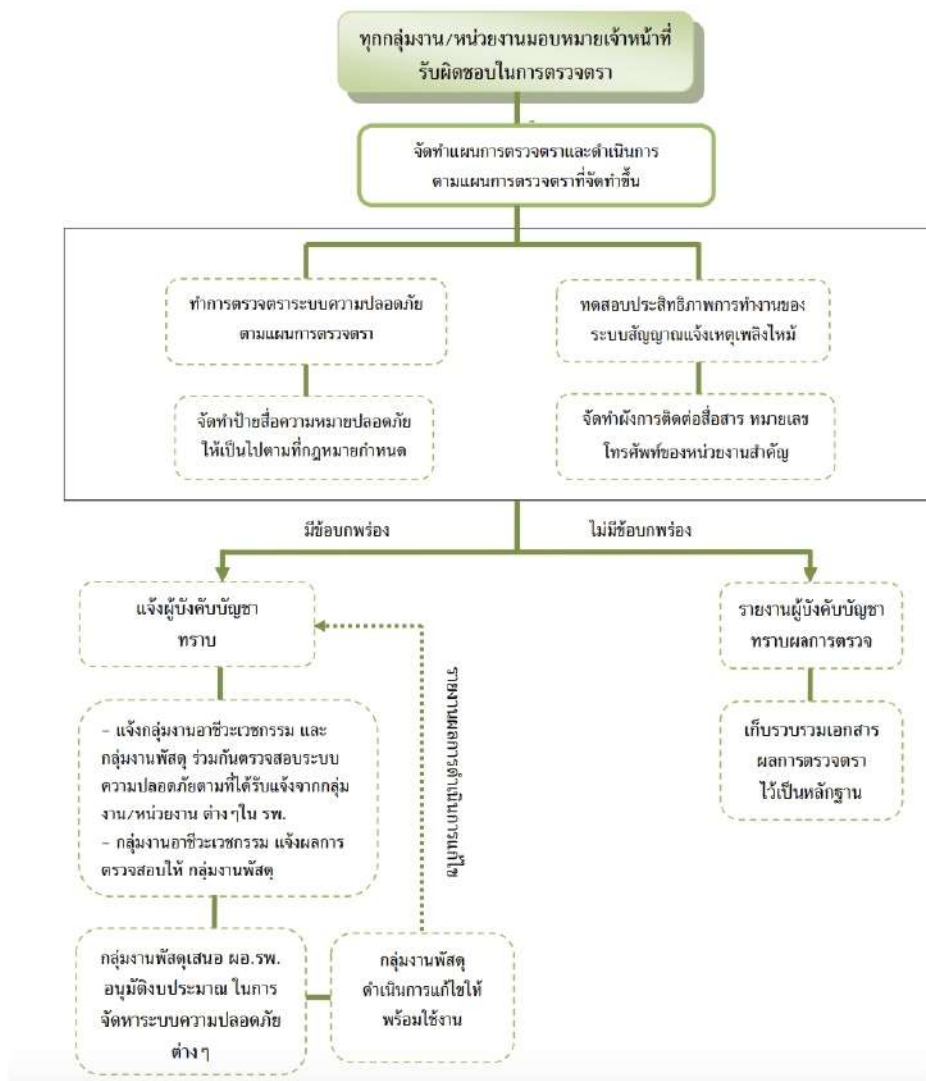 ทุกกลุ่มงาน/หน่วยงานมอบหมายเจ้าหน้าที่
รับผิดชอบในการตรวจตรา
จัดทำแผนการตรวจตราและดำเนินการ
ตามแผนการตรวจตราที่จัดทำขึ้น
ทำการตรวจตราระบบความปลอดภัย
ตามแผนการตรวจตรา
ทดสอบประสิทธิภาพการทำงานของ
ระบบสัญญาณแจ้งเหตุเพลิงไหม้
จัดทำป้ายสื่อความหมายปลอดภัย
ให้เป็นไปตามที่กฎหมายกำหนด
จัดทำผังการติดต่อสื่อสาร หมายเลข
โทรศัพท์ของหน่วยงานสำคัญ
มีข้อบกพร่อง
ไม่มีข้อบกพร่อง
แจ้งผู้บังคับบัญชา
ทราบ
รายงานผู้บังคับบัญชา
ทราบผลการตรวจ
รายงานผลการดำเนินการแก้ไข
- แจ้งกลุ่มงานอาชีวะเวชกรรม และ
กลุ่มงานพัสดุ ร่วมกันตรวจสอบระบบ
ความปลอดภัยตามที่ได้รับแจ้งจากกลุ่ม
งาน/หน่วยงาน ต่างๆใน รพ.
- กลุ่มงานอาชีวะเวชกรรม แจ้งผลการ
ตรวจสอบให้ กลุ่มงานพัสดุ
เก็บรวบรวมเอกสาร
ผลการตรวจตรา
ไว้เป็นหลักฐาน
กลุ่มงานพัสดุเสนอ ผอ.รพ.
อนุมัติงบประมาณ ในการ
จัดหาระบบความปลอดภัย
ต่างๆ
กลุ่มงานพัสดุ
ดำเนินการแก้ไขให้
พร้อมใช้งาน